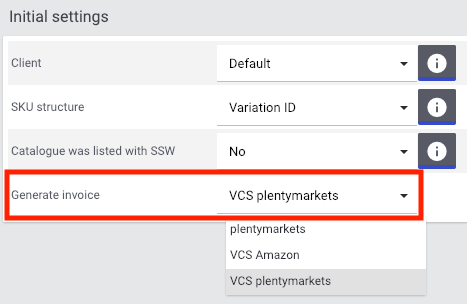 Initial settings
Client Default
SKU structure Variation ID
Catalogue was listed with SSW No
Generate invoice VCS plentymarkets
plentymarkets
VCS Amazon
VCS plentymarkets